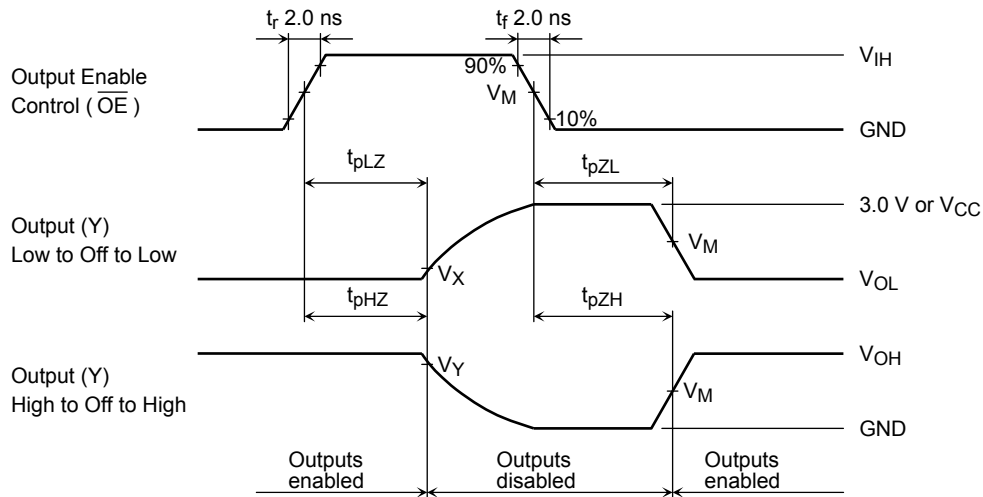 tr 2.0 ns
tf 2.0 ns
Output Enable
Control ( OE )
90%
VM
10%
VIH
GND
tpLZ
tpZL
Output (Y)
Low to Off to Low
3.0 V or VCC
VM
VX
VOL
tpHZ
tpZH
Output (Y)
High to Off to High
VY
VOH
VM
GND
Outputs
enabled
Outputs
disabled
Outputs
enabled